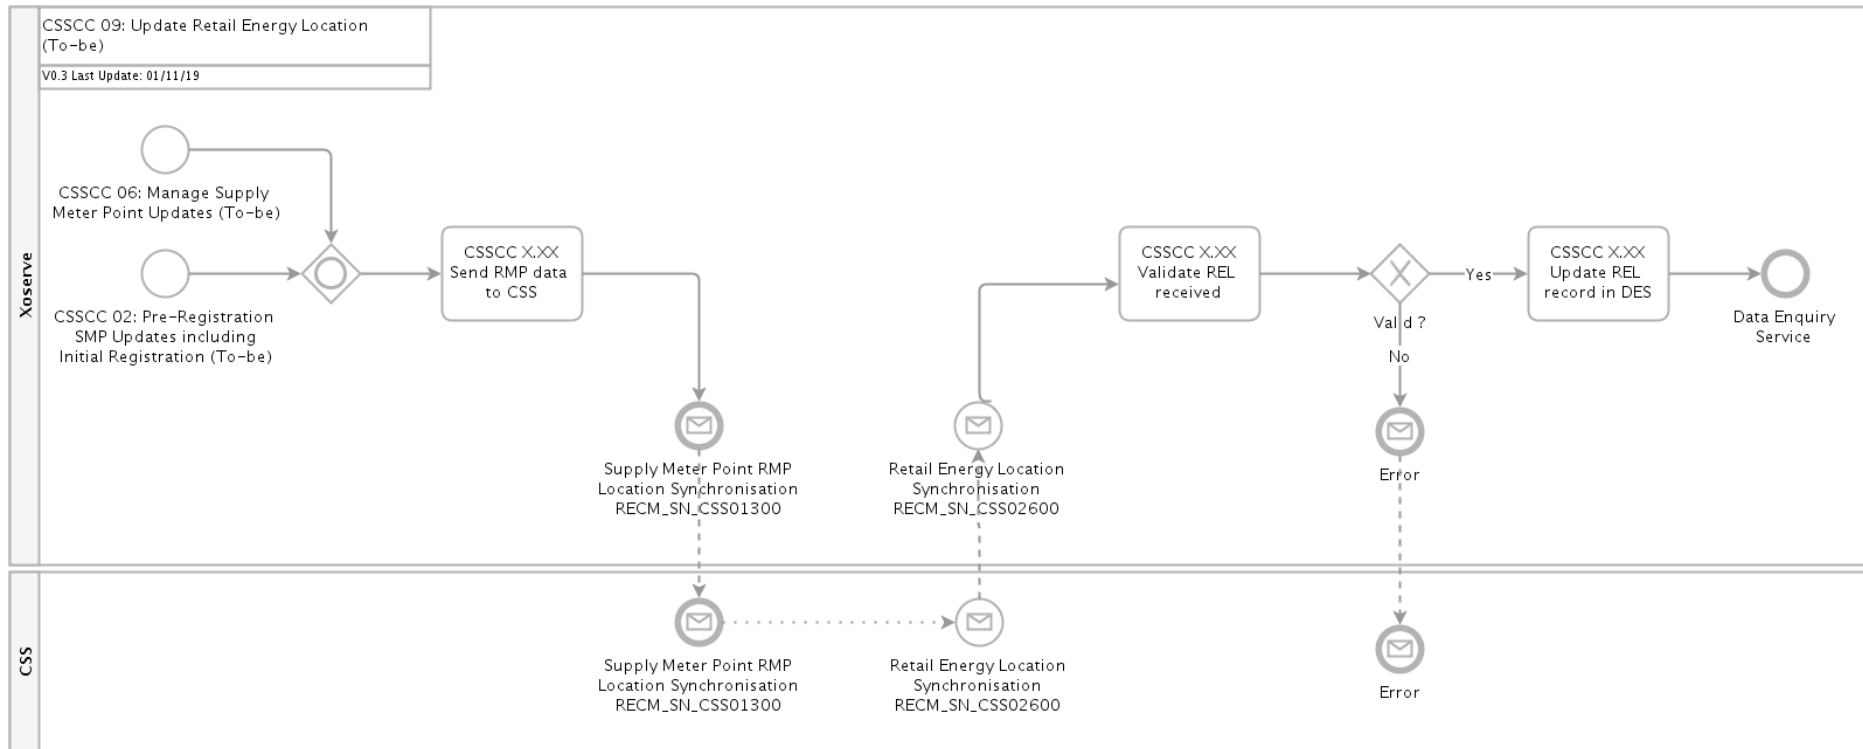 CSSCC 09: Update Retail Energy Location
(To-be)
V0.3 Last Update: 01/11/19
Xoserve
CSSCC 06: Manage Supply
Meter Point Updates (To-be)
CSSCC 02: Pre-Registration
SMP Updates including
Initial Registration (To-be)
CSSCC X.XX
Send RMP data
to CSS
Supply Meter Point RMP
Location Synchronisation
RECM_SN_CSS01300
Retail Energy Location
Synchronisation
RECM_SN_CSS02600
CSSCC X.XX
Validate REL
received
Valid ?
Yes
No
CSSCC X.XX
Update REL
record in DES
Data Enquiry
Service
Error
CSS
Supply Meter Point RMP
Location Synchronisation
RECM_SN_CSS01300
Retail Energy Location
Synchronisation
RECM_SN_CSS02600
Error